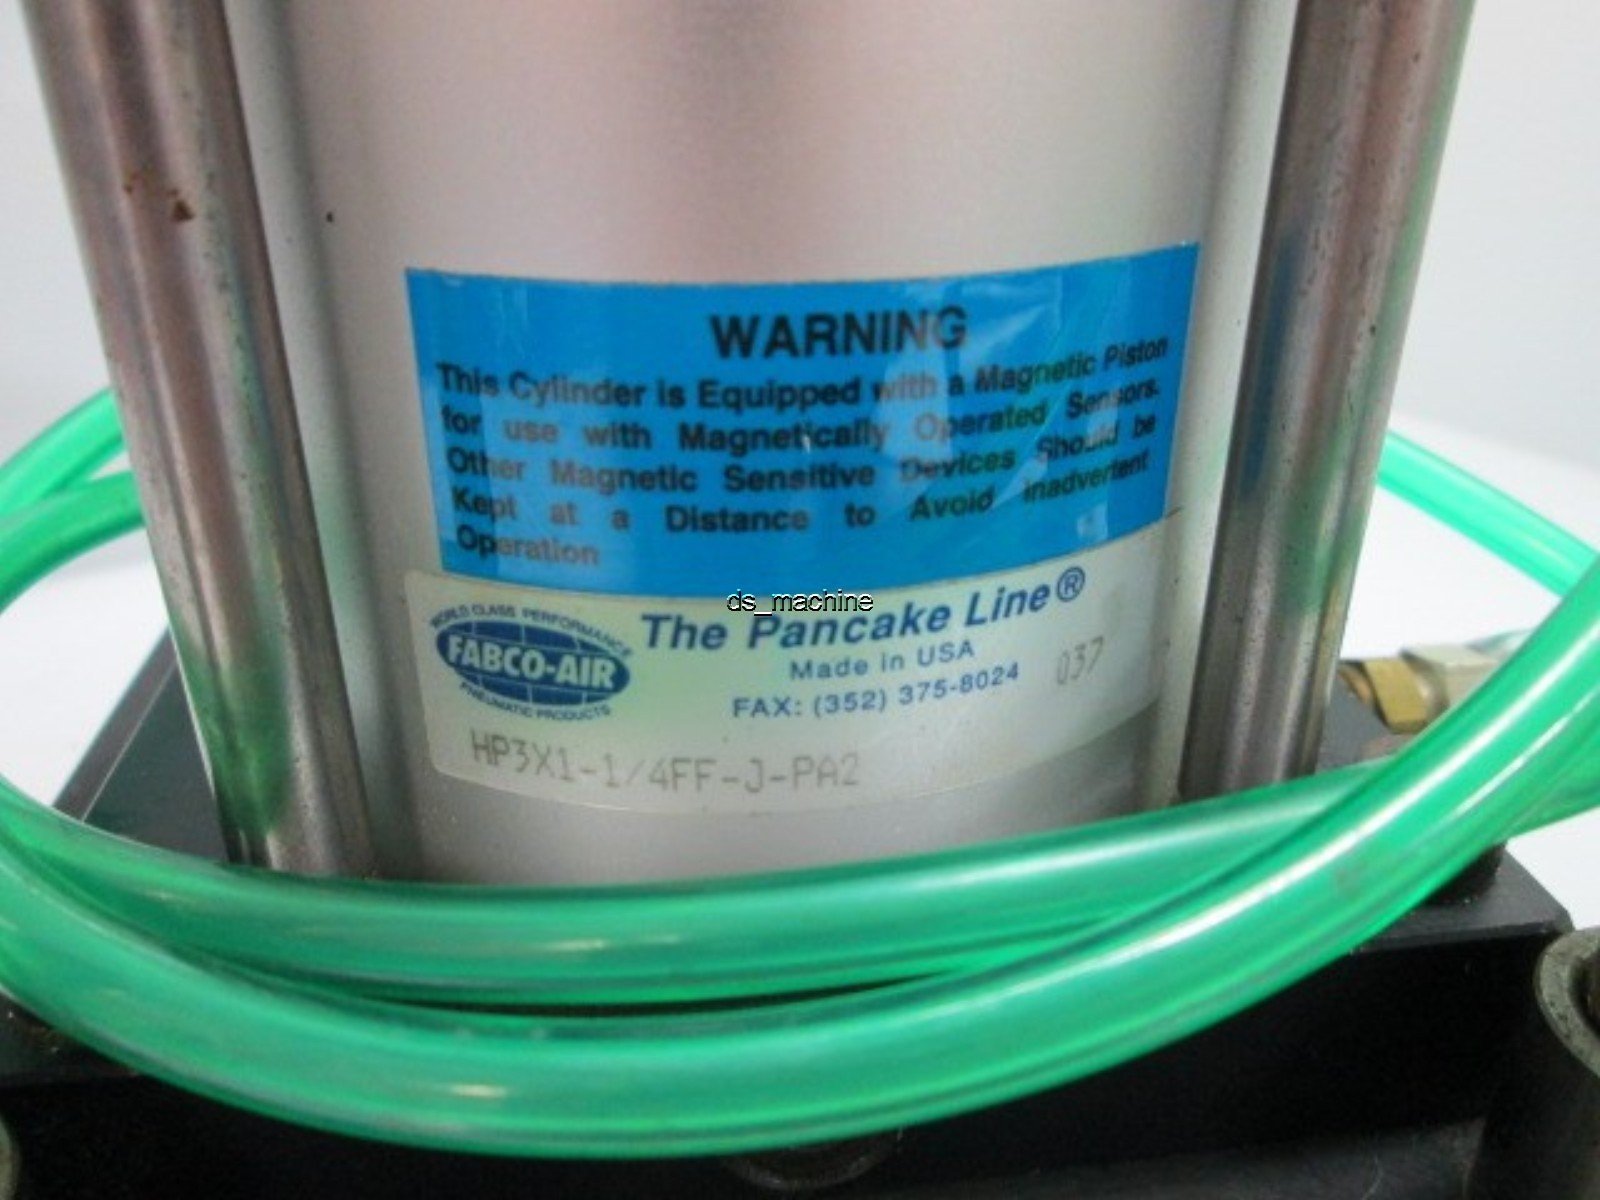 WARNING
This Cylinder is Equipped with a Magnetic Piston
for use with Magnetically Operated Sensors.
Other Magnetic Sensitive Devices Should be
Kept at a Distance to Avoid Inadvertent
Operation
ds_machine
WORLD CLASS PERFORMANCE
FABCO-AIR
PNEUMATIC PRODUCTS
The Pancake Line®
Made in USA
FAX: (352) 375-8024
037
HP3X1-1/4FF-J-PA2